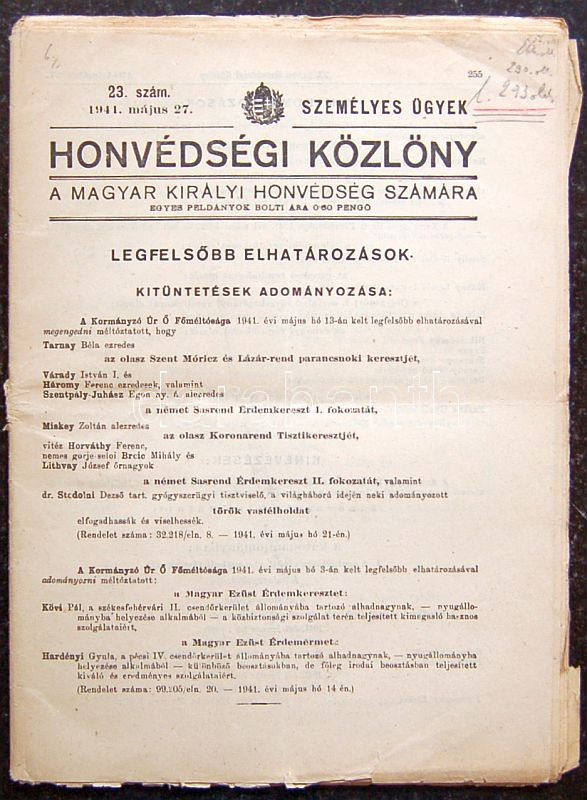 255
293
23. szám.
1941. május 27.
SZEMÉLYES ÜGYEK
HONVÉDSÉGI KÖZLÖNY
A MAGYAR KIRÁLYI HONVÉDSÉG SZÁMÁRA
EGYES PÉLDÁNYOK BOLTI ÁRA 0·60 PENGŐ
LEGFELSŐBB ELHATÁROZÁSOK.
KITÜNTETÉSEK ADOMÁNYOZÁSA:
A Kormányzó Úr Ő Főméltósága 1941. évi május hó 13-án kelt legfelsőbb elhatározásával
megengedni méltóztatott, hogy
Tarnay Béla ezredes
az olasz Szent Móricz és Lázár-rend parancsnoki keresztjét,
Várady István I. és
Háromy Ferenc ezredesek, valamint
Szentpály-Juhász Egon ny. á. alezredes
a német Sasrend Érdemkereszt I. fokozatát,
Miskey Zoltán alezredes
az olasz Koronarend Tisztikeresztjét,
vitéz Horváthy Ferenc,
nemes gorje-seloi Brcic Mihály és
Lithvay József őrnagyok
a német Sasrend Érdemkereszt II. fokozatát, valamint
dr. Stodolni Dezső tart. gyógyszerügyi tisztviselő, a világháború idején neki adományozott
török vasfélholdat
elfogadhassák és viselhessék.
(Rendelet száma: 32.218/eln. 8. — 1941. évi május hó 21-én.)
A Kormányzó Úr Ő Főméltósága 1941. évi május hó 3-án kelt legfelsőbb elhatározásával
adományozni méltóztatott:
a Magyar Ezüst Érdemkeresztet:
Kövi Pál, a székesfehérvári II. csendőrkerület állományába tartozó alhadnagynak, — nyugállo-
mányba helyezése alkalmából — a közbiztonsági szolgálat terén teljesített kimagasló hasznos
szolgálataiért,
a Magyar Ezüst Érdemérmet:
Hardényi Gyula, a pécsi IV. csendőrkerület állományába tartozó alhadnagynak, — nyugállományba
helyezése alkalmából — különböző beosztásokban, de főleg irodai beosztásban teljesített
kiváló és eredményes szolgálataiért.
(Rendelet száma: 99.205/eln. 20. — 1941. évi május hó 14-én.)
darabanth